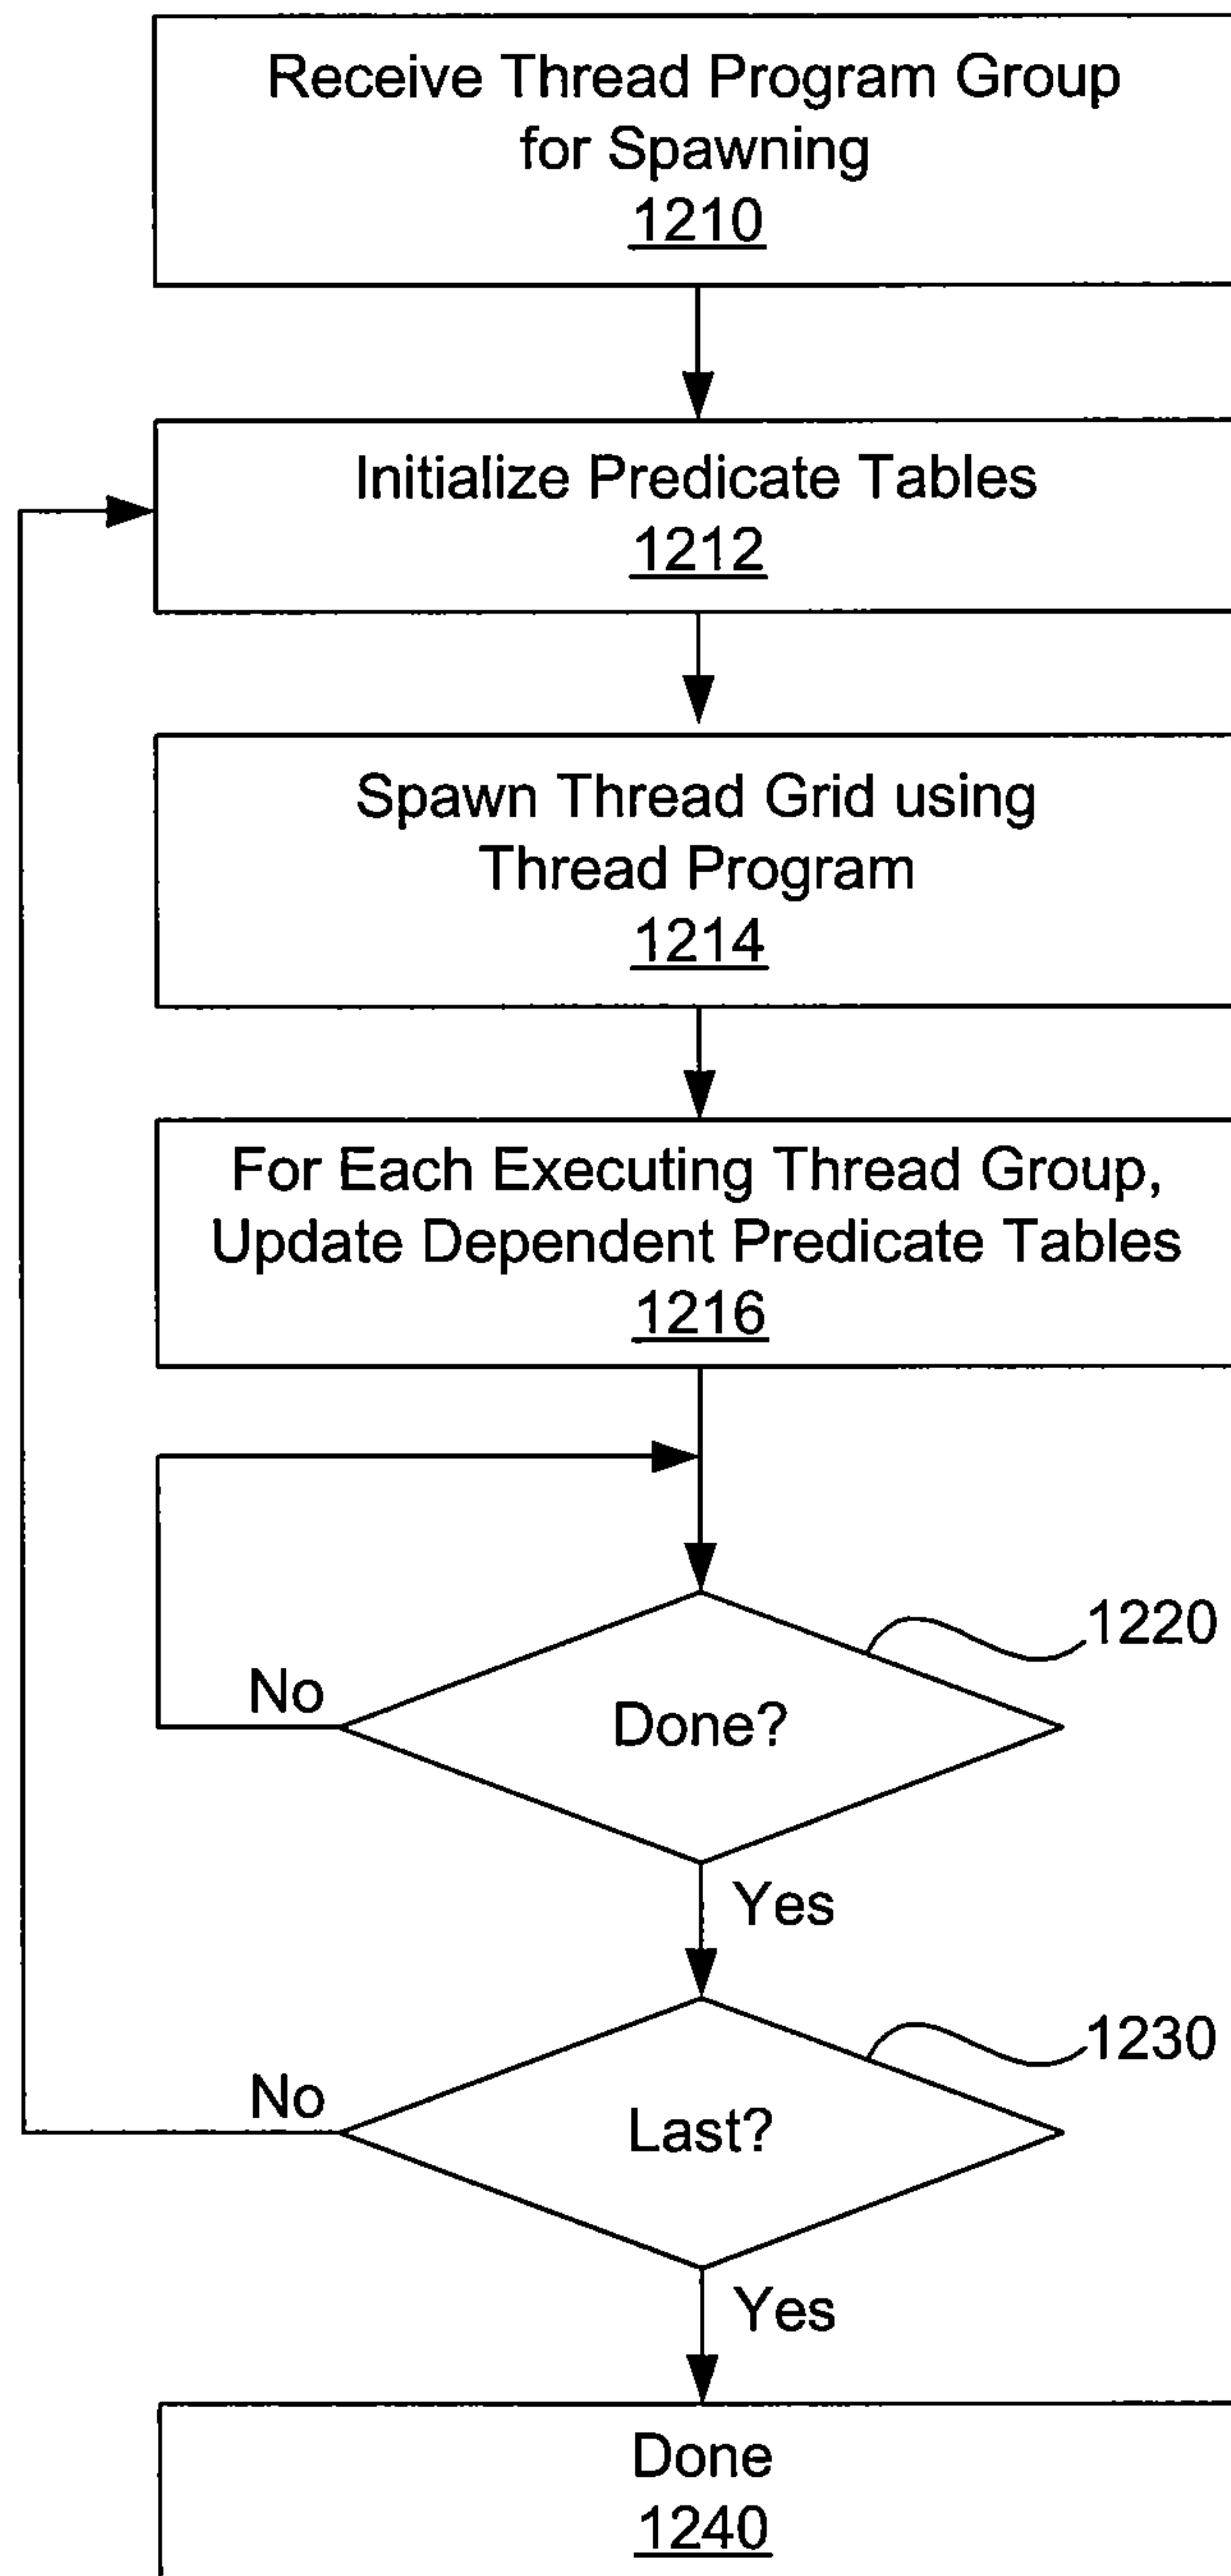 Receive Thread Program Group
for Spawning
1210
Initialize Predicate Tables
1212
Spawn Thread Grid using
Thread Program
1214
For Each Executing Thread Group,
Update Dependent Predicate Tables
1216
1220
No
Done?
Yes
1230
No
Last?
Yes
Done
1240